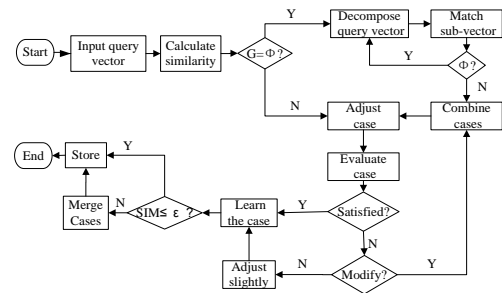 Start
Input query
vector
Calculate
similarity
G=Φ?
Y
Decompose
query vector
Match
sub-vector
Y
Φ?
N
N
Adjust
case
Combine
cases
Evaluate
case
End
Store
Y
Merge
Cases
N
SIM≤ ε ?
Learn
the case
Y
Satisfied?
N
Adjust
slightly
N
Modify?
Y